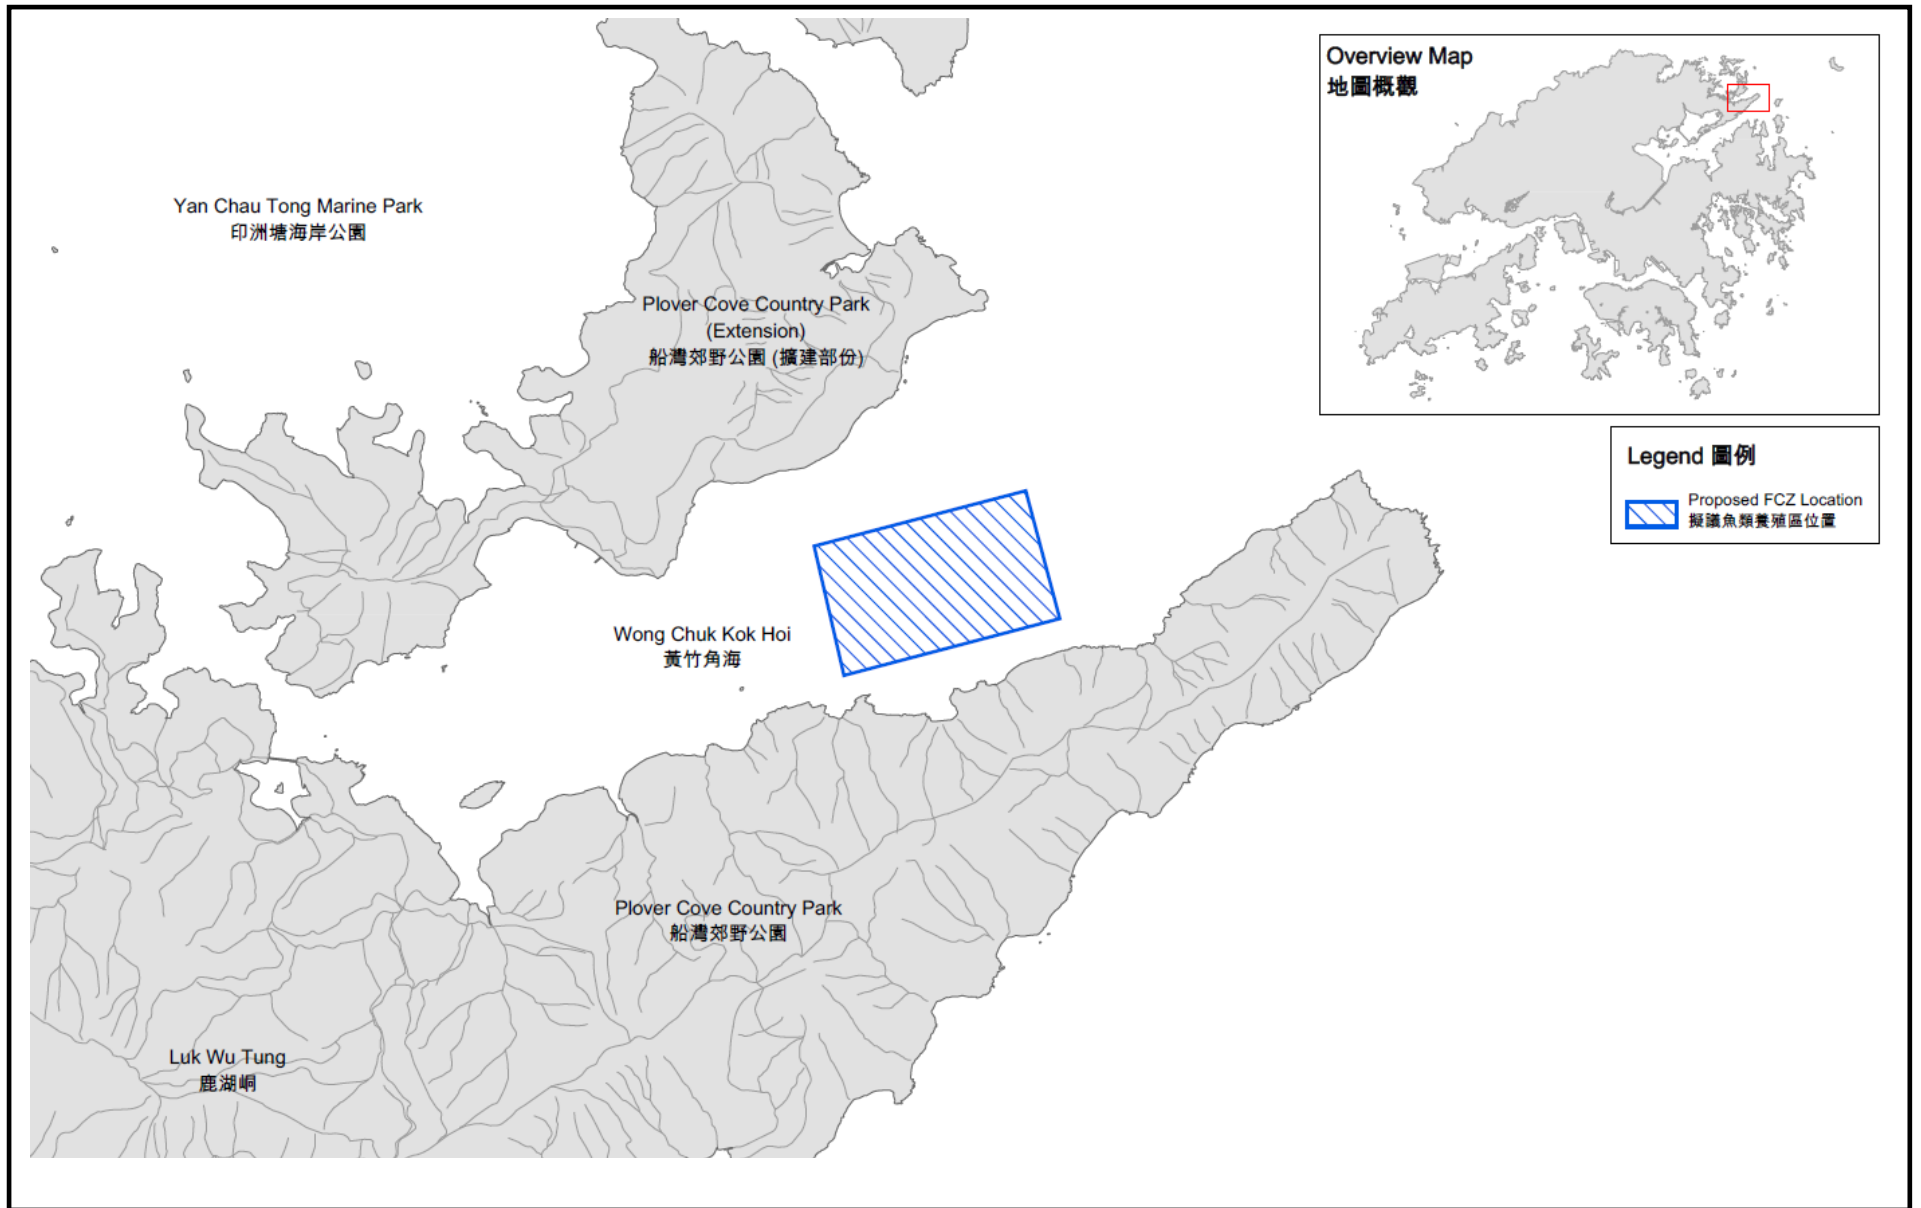 Overview Map
地圖概觀
Yan Chau Tong Marine Park
印洲塘海岸公園
Plover Cove Country Park
(Extension)
船灣郊野公園 (擴建部份)
Legend 圖例
Proposed FCZ Location
擬議魚類養殖區位置
Wong Chuk Kok Hoi
黃竹角海
Plover Cove Country Park
船灣郊野公園
Luk Wu Tung
鹿湖峒